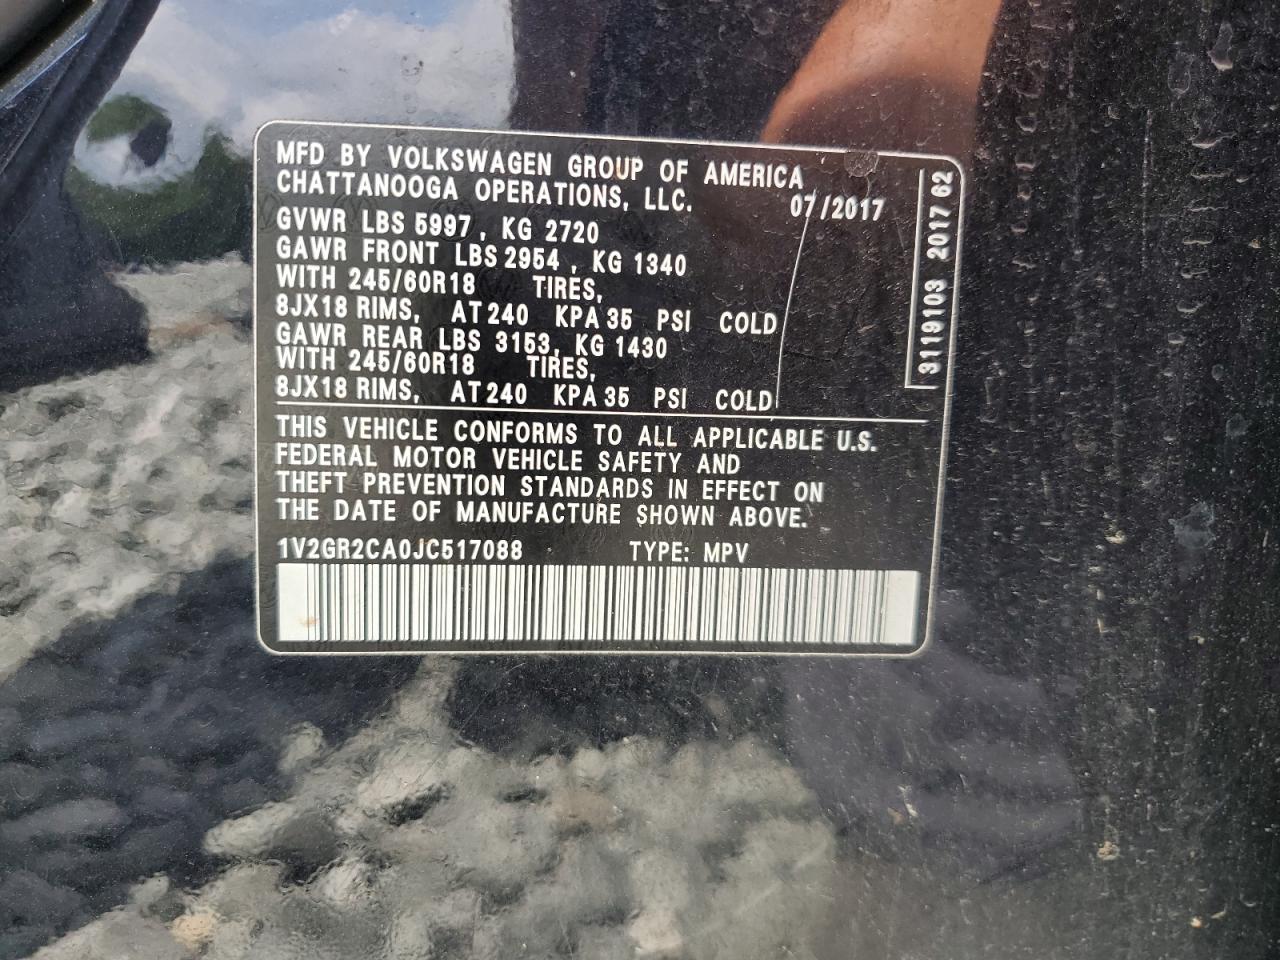 MFD BY VOLKSWAGEN GROUP OF AMERICA
CHATTANOOGA OPERATIONS, LLC.
07/2017
GVWR LBS 5997, KG 2720
GAWR FRONT LBS 2954, KG 1340
WITH 245/60R18 TIRES,
8JX18 RIMS, AT 240 KPA 35 PSI COLD
GAWR REAR LBS 3153, KG 1430
WITH 245/60R18 TIRES,
8JX18 RIMS, AT 240 KPA 35 PSI COLD
THIS VEHICLE CONFORMS TO ALL APPLICABLE U.S.
FEDERAL MOTOR VEHICLE SAFETY AND
THEFT PREVENTION STANDARDS IN EFFECT ON
THE DATE OF MANUFACTURE SHOWN ABOVE.
1V2GR2CA0JC517088 TYPE: MPV
3119103 2017 62